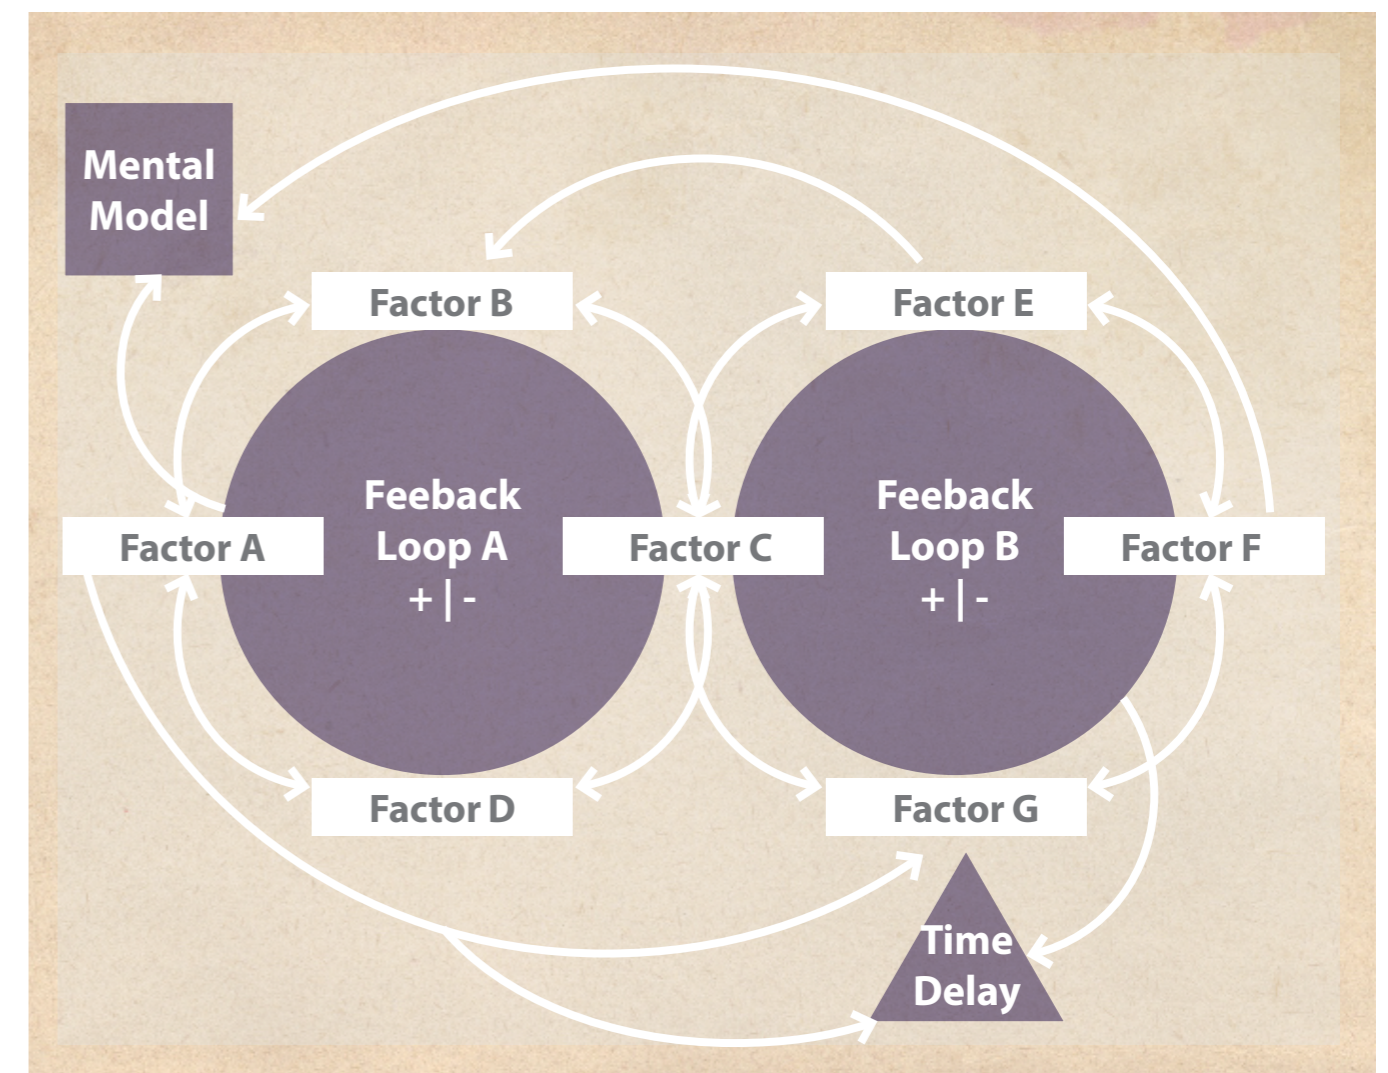 Mental
Model
Factor B
Factor E
Feeback
Loop A
+ | -
Feeback
Loop B
+ | -
Factor A
Factor C
Factor F
Factor D
Factor G
Time
Delay